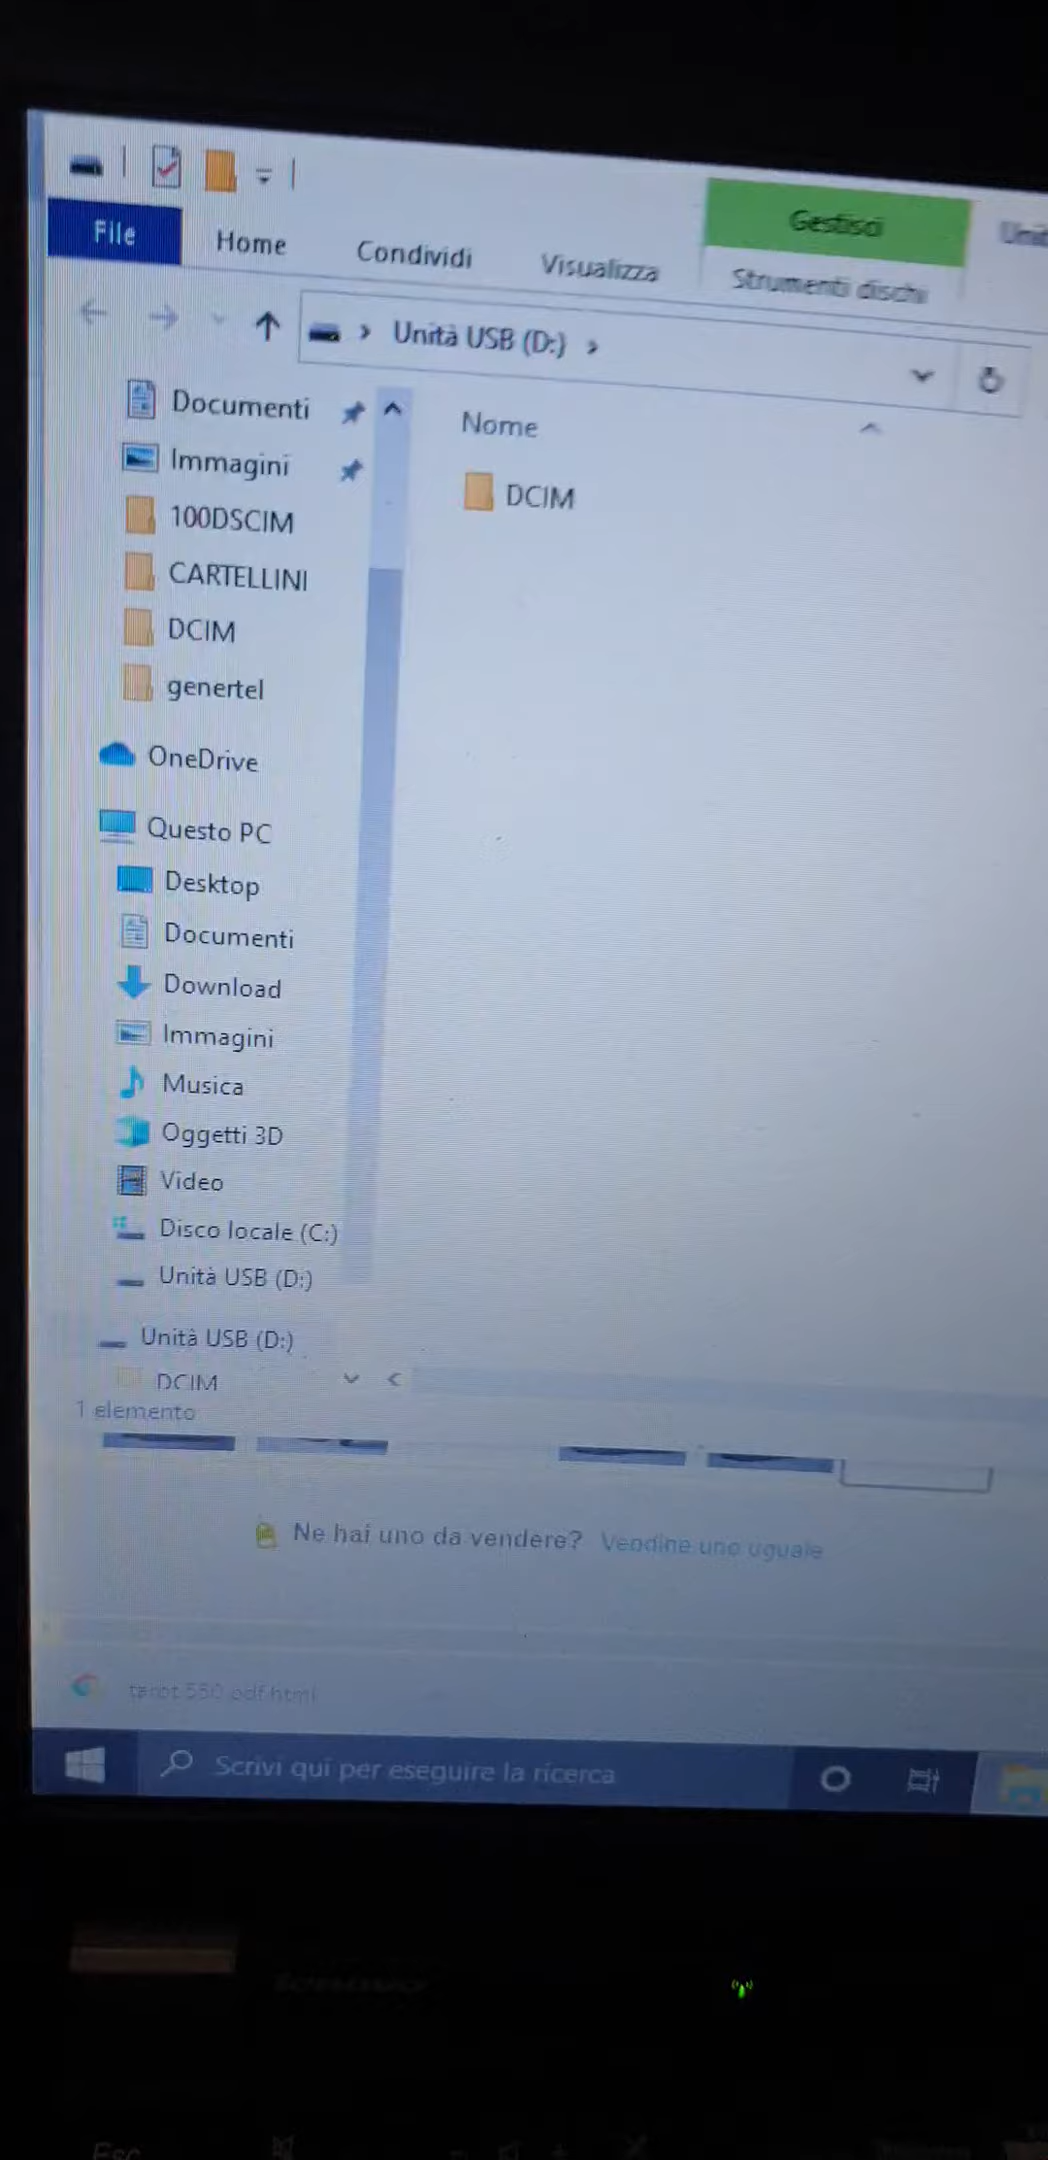 File Home Condividi Visualizza Gestisci
Strumenti dischi
Unità USB (D:)
Nome
DCIM
Documenti
Immagini
100DSCIM
CARTELLINI
DCIM
genertel
OneDrive
Questo PC
Desktop
Documenti
Download
Immagini
Musica
Oggetti 3D
Video
Disco locale (C:)
Unità USB (D:)
Unità USB (D:)
DCIM
1 elemento
Ne hai uno da vendere? Vendine uno uguale
Scrivi qui per eseguire la ricerca
Esc